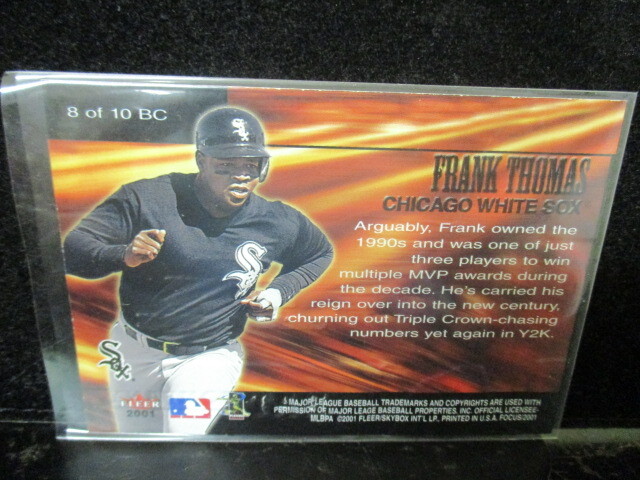 8 of 10 BC
FRANK THOMAS
CHICAGO WHITE SOX
Arguably, Frank owned the
1990s and was one of just
three players to win
multiple MVP awards during
the decade. He's carried his
reign over into the new century,
churning out Triple Crown-chasing
numbers yet again in Y2K.
Sox
Sox
FLEER
2001
MAJOR LEAGUE BASEBALL TRADEMARKS AND COPYRIGHTS ARE USED WITH
PERMISSION OF MAJOR LEAGE BASEBALL PROPERTIES, INC. OFFICIAL LICENSEE-
MLBPA ©2001 FLEER/SKYBOX INT'L LP, PRINTED IN U.S.A. FOCUS/2001